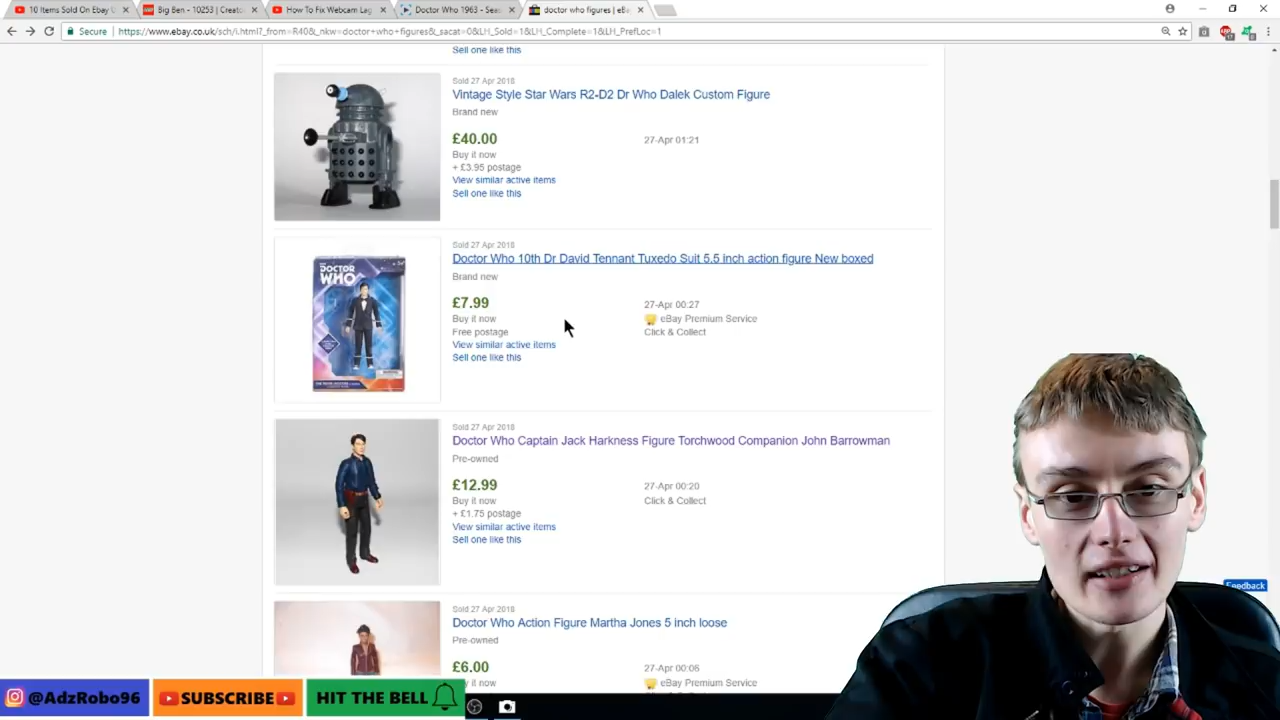 10 Items Sold On Ebay
Big Ben - 10253 | Creato
How To Fix Webcam Lag
Doctor Who 1963 - Sea
doctor who figures | eBa
Secure
https://www.ebay.co.uk/sch/i.html?_from=R40&_nkw=doctor+who+figures&_sacat=0&LH_Sold=1&LH_Complete=1&LH_PrefLoc=1
Sell one like this
Sold 27 Apr 2018
Vintage Style Star Wars R2-D2 Dr Who Dalek Custom Figure
Brand new
£40.00
27-Apr 01:21
Buy it now
+ £3.95 postage
View similar active items
Sell one like this
Sold 27 Apr 2018
Doctor Who 10th Dr David Tennant Tuxedo Suit 5.5 inch action figure New boxed
Brand new
£7.99
27-Apr 00:27
Buy it now
eBay Premium Service
Free postage
Click & Collect
View similar active items
Sell one like this
DOCTOR
WHO
Sold 27 Apr 2018
Doctor Who Captain Jack Harkness Figure Torchwood Companion John Barrowman
Pre-owned
£12.99
27-Apr 00:20
Buy it now
Click & Collect
+ £1.75 postage
View similar active items
Sell one like this
Feedback
Sold 27 Apr 2018
Doctor Who Action Figure Martha Jones 5 inch loose
Pre-owned
£6.00
27-Apr 00:06
it now
eBay Premium Service
@AdzRobo96
SUBSCRIBE
HIT THE BELL